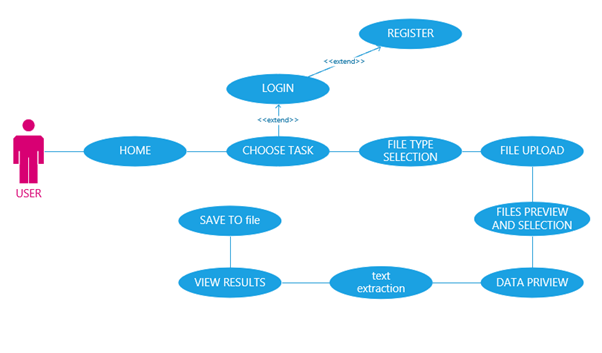 REGISTER
<<extend>>
LOGIN
<<extend>>
USER
HOME
CHOOSE TASK
FILE TYPE
SELECTION
FILE UPLOAD
SAVE TO file
FILES PREVIEW
AND SELECTION
VIEW RESULTS
text
extraction
DATA PRIVIEW